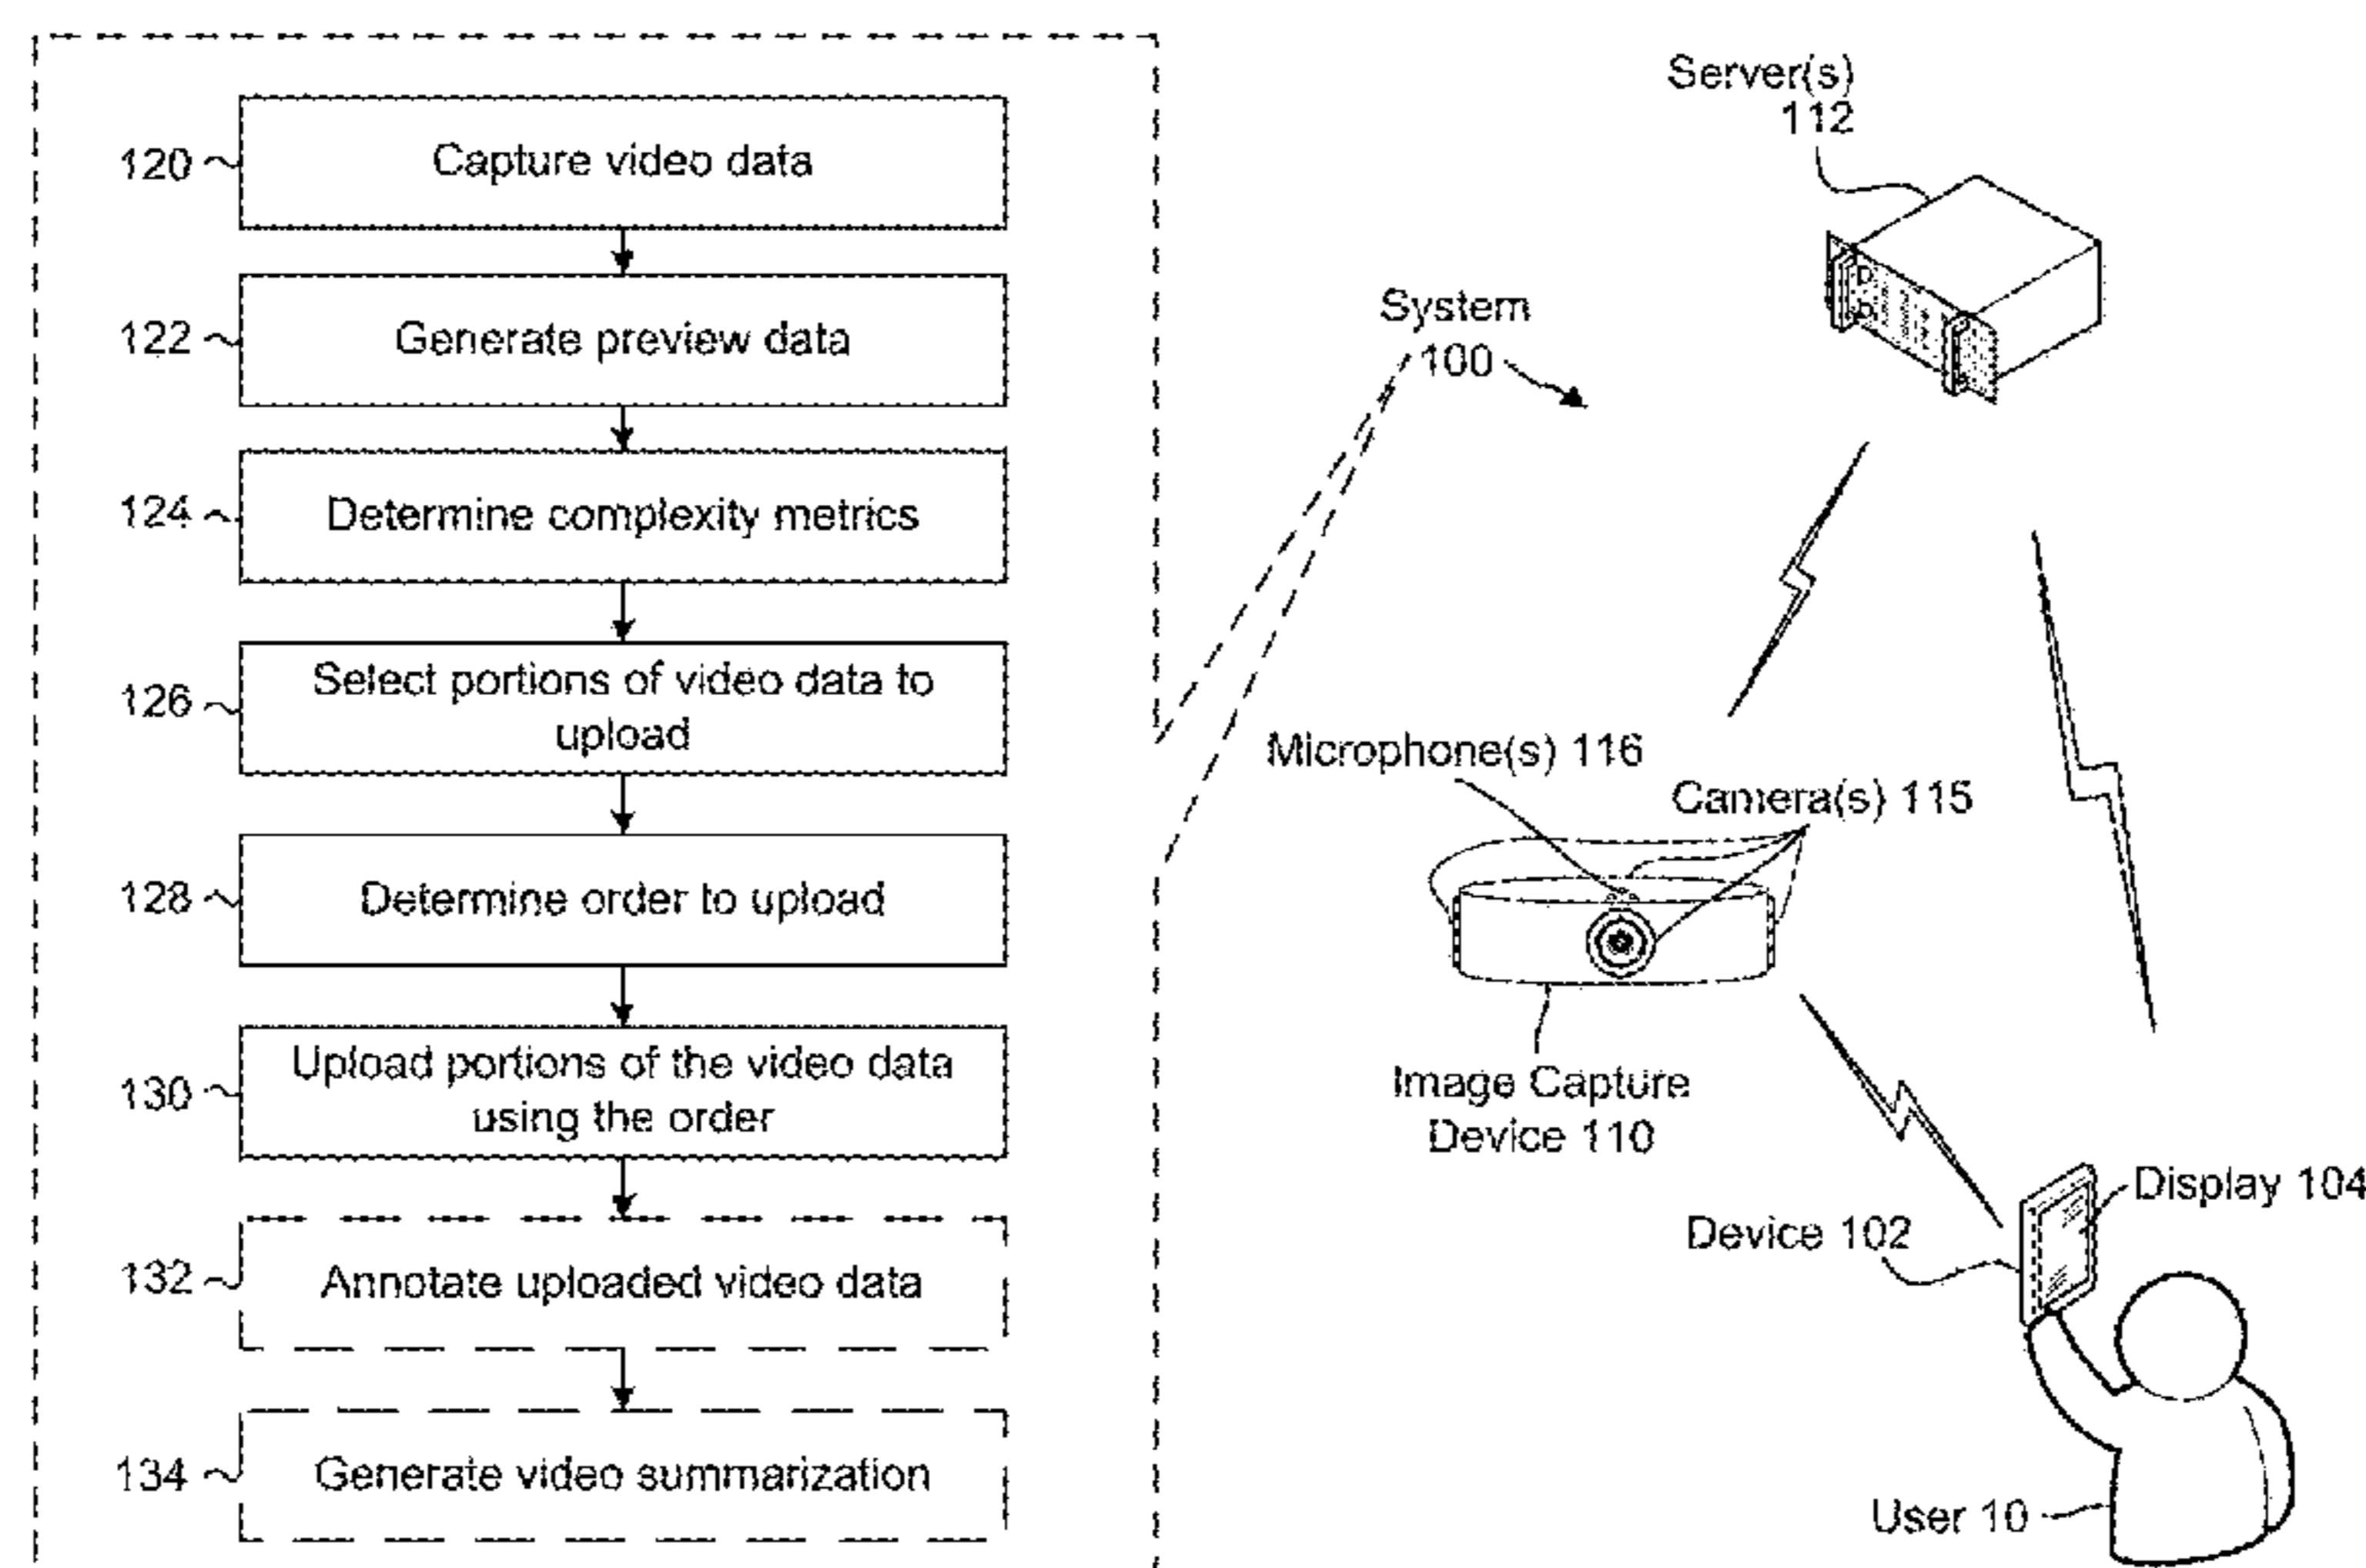 120
Capture video data
122
Generate preview data
124
Determine complexity metrics
126
Select portions of video data to
upload
128
Determine order to upload
130
Upload portions of the video data
using the order
132
Annotate uploaded video data
134
Generate video summarization
Server(s)
112
System
100
Microphone(s) 116
Camera(s) 115
Image Capture
Device 110
Display 104
Device 102
User 10